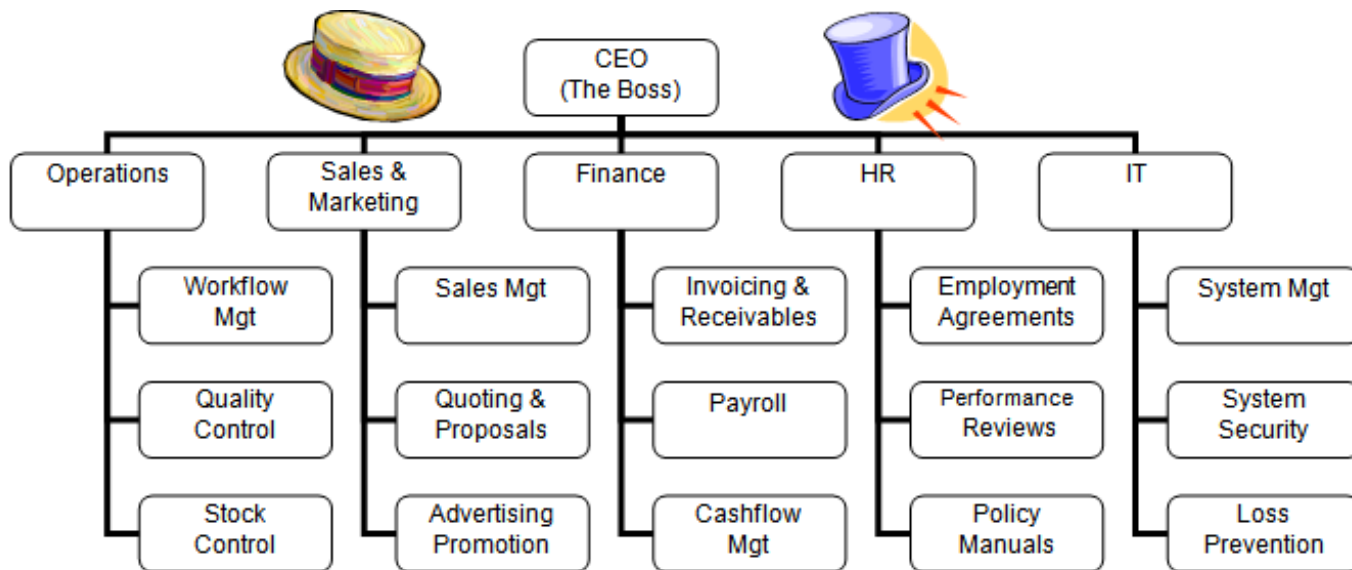 CEO
(The Boss)
Operations
Sales &
Marketing
Finance
HR
IT
Workflow
Mgt
Sales Mgt
Invoicing &
Receivables
Employment
Agreements
System Mgt
Quality
Control
Quoting &
Proposals
Payroll
Performance
Reviews
System
Security
Stock
Control
Advertising
Promotion
Cashflow
Mgt
Policy
Manuals
Loss
Prevention